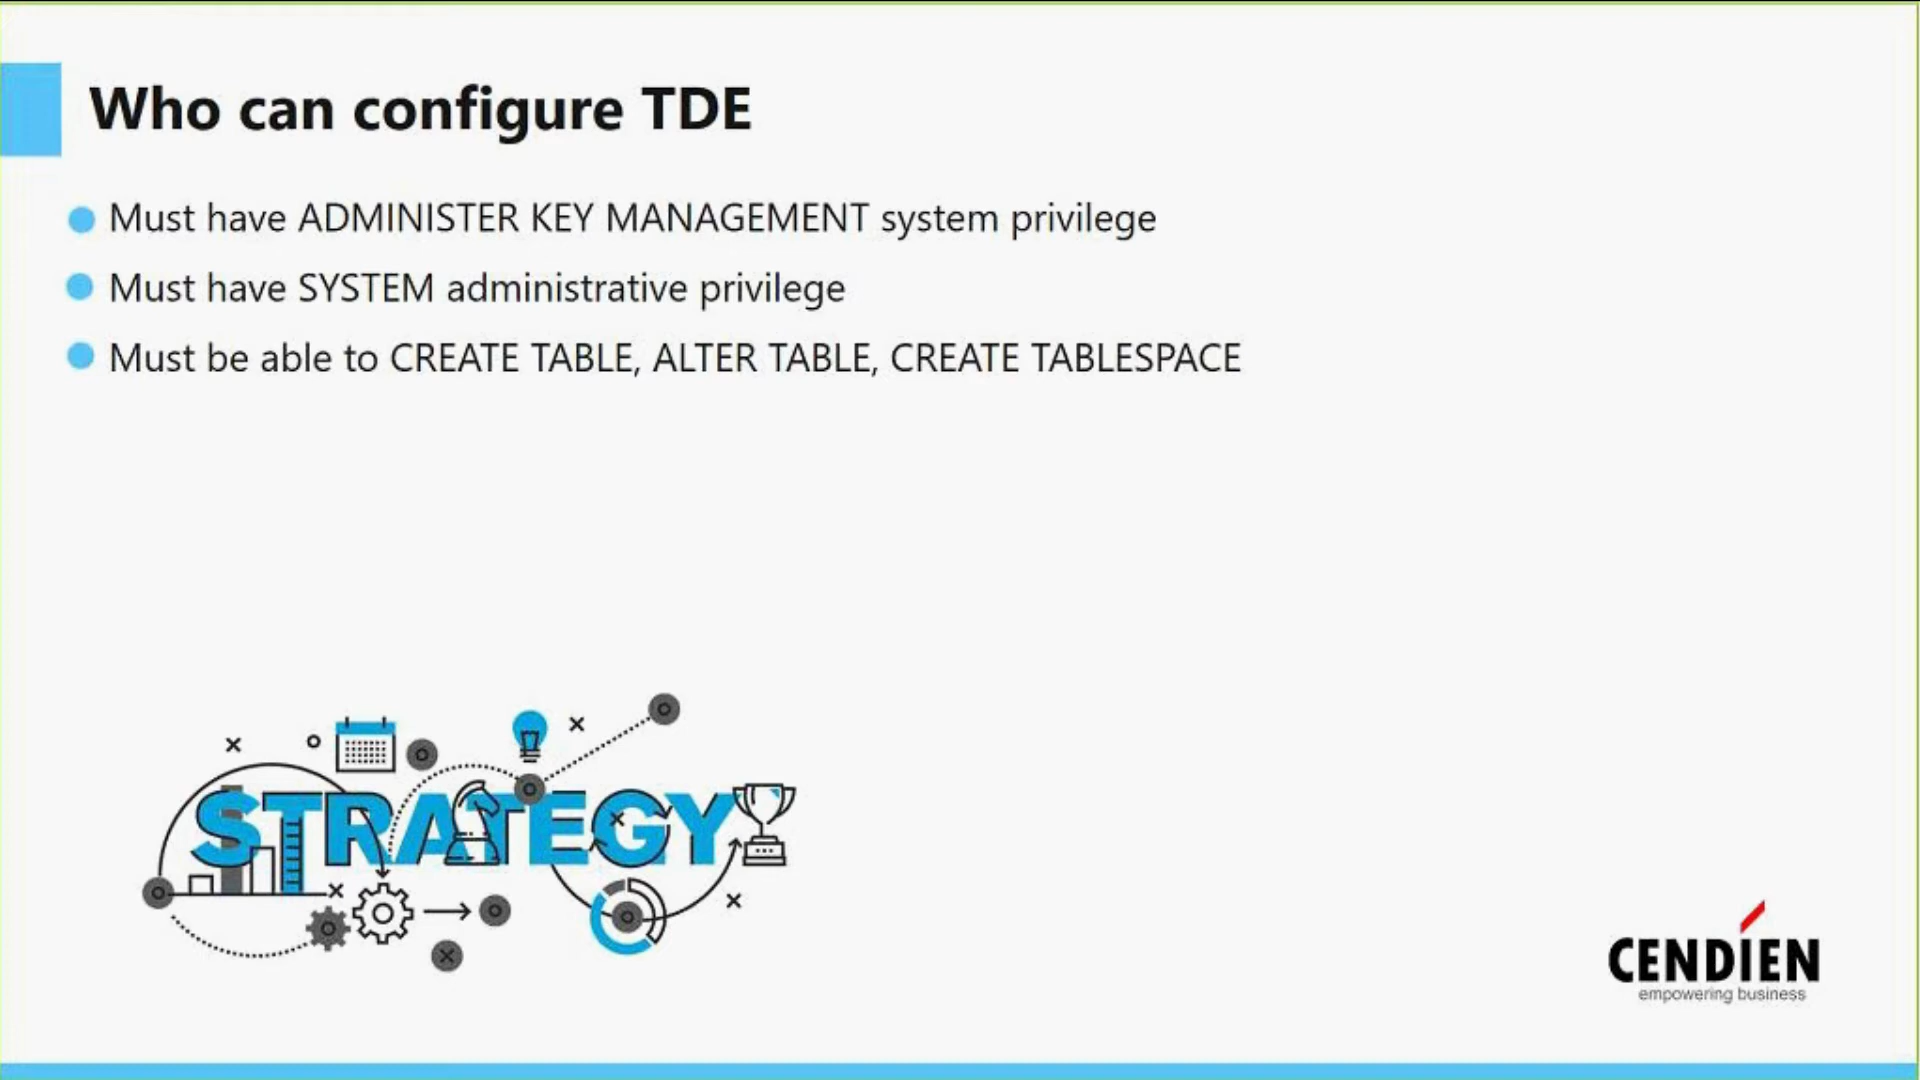 Who can configure TDE
Must have ADMINISTER KEY MANAGEMENT system privilege
Must have SYSTEM administrative privilege
Must be able to CREATE TABLE, ALTER TABLE, CREATE TABLESPACE
STRATEGY
CENDIEN
empowering business